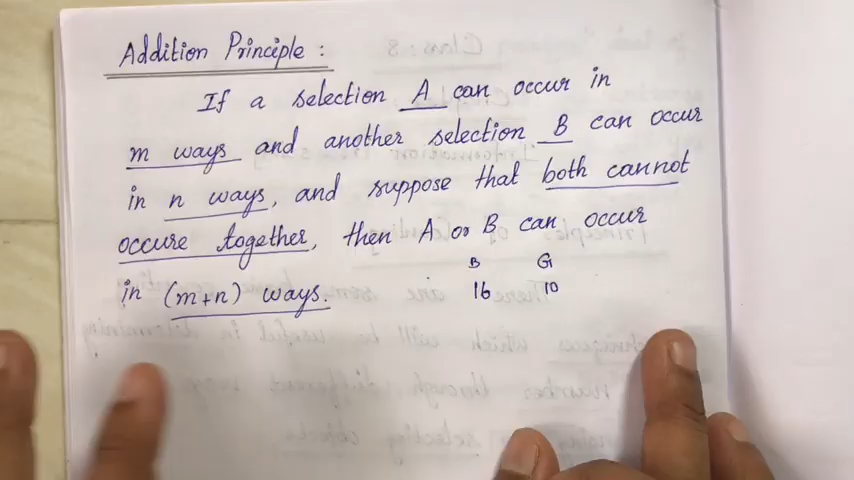 Addition Principle :
If a selection A can occur in
m ways and another selection B can occur
in n ways, and suppose that both cannot
occure together, then A or B can occur
in (m+n) ways.
B G
16 10